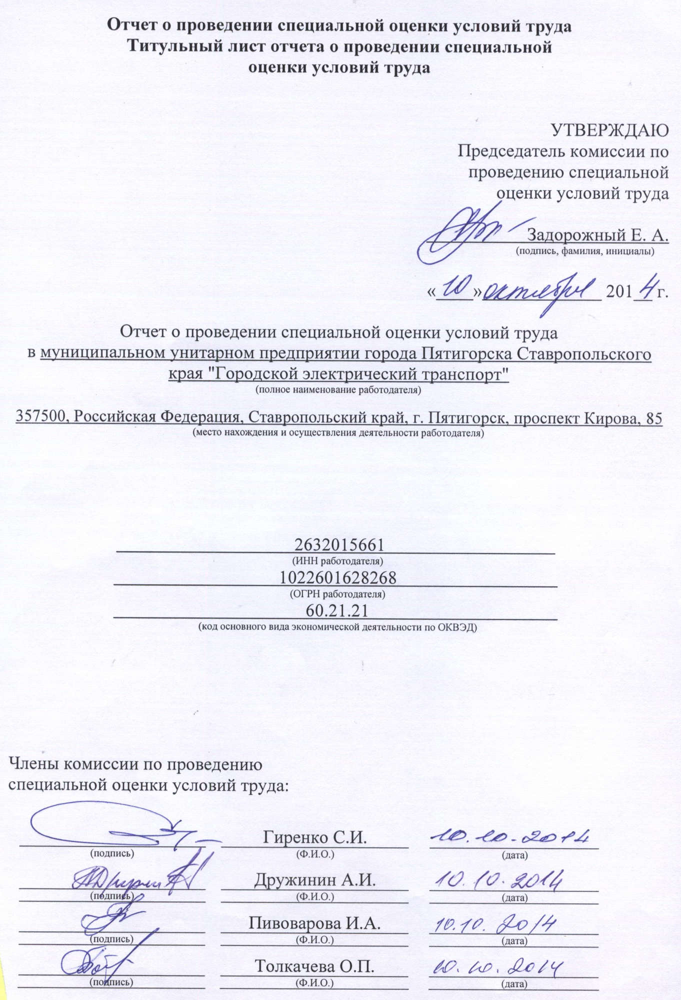 Отчет о проведении специальной оценки условий труда
Титульный лист отчета о проведении специальной
оценки условий труда
УТВЕРЖДАЮ
Председатель комиссии по
проведению специальной
оценки условий труда
Задорожный Е. А.
(подпись, фамилия, инициалы)
«10» октября 2014 г.
Отчет о проведении специальной оценки условий труда
в муниципальном унитарном предприятии города Пятигорска Ставропольского
края "Городской электрический транспорт"
(полное наименование работодателя)
357500, Российская Федерация, Ставропольский край, г. Пятигорск, проспект Кирова, 85
(место нахождения и осуществления деятельности работодателя)
2632015661
(ИНН работодателя)
1022601628268
(ОГРН работодателя)
60.21.21
(код основного вида экономической деятельности по ОКВЭД)
Члены комиссии по проведению
специальной оценки условий труда:
Гиренко С.И. 10.10.2014
(подпись) (Ф.И.О.) (дата)
Дружинин А.И. 10.10.2014
(подпись) (Ф.И.О.) (дата)
Пивоварова И.А. 10.10.2014
(подпись) (Ф.И.О.) (дата)
Толкачева О.П. 10.10.2014
(подпись) (Ф.И.О.) (дата)